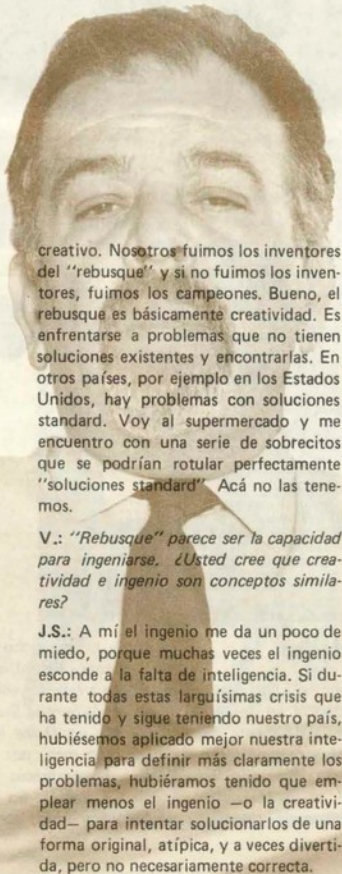 creativo. Nosotros fuimos los inventores
del ''rebusque'' y si no fuimos los inven-
tores, fuimos los campeones. Bueno, el
rebusque es básicamente creatividad. Es
enfrentarse a problemas que no tienen
soluciones existentes y encontrarlas. En
otros países, por ejemplo en los Estados
Unidos, hay problemas con soluciones
standard. Voy al supermercado y me
encuentro con una serie de sobrecitos
que se podrían rotular perfectamente
''soluciones standard'' Acá no las tene-
mos.
V.: ''Rebusque'' parece ser la capacidad
para ingeniarse. ¿Usted cree que crea-
tividad e ingenio son conceptos simila-
res?
J.S.: A mí el ingenio me da un poco de
miedo, porque muchas veces el ingenio
esconde a la falta de inteligencia. Si du-
rante todas estas larguísimas crisis que
ha tenido y sigue teniendo nuestro país,
hubiésemos aplicado mejor nuestra inte-
ligencia para definir más claramente los
problemas, hubiéramos tenido que em-
plear menos el ingenio —o la creativi-
dad— para intentar solucionarlos de una
forma original, atípica, y a veces diverti-
da, pero no necesariamente correcta.